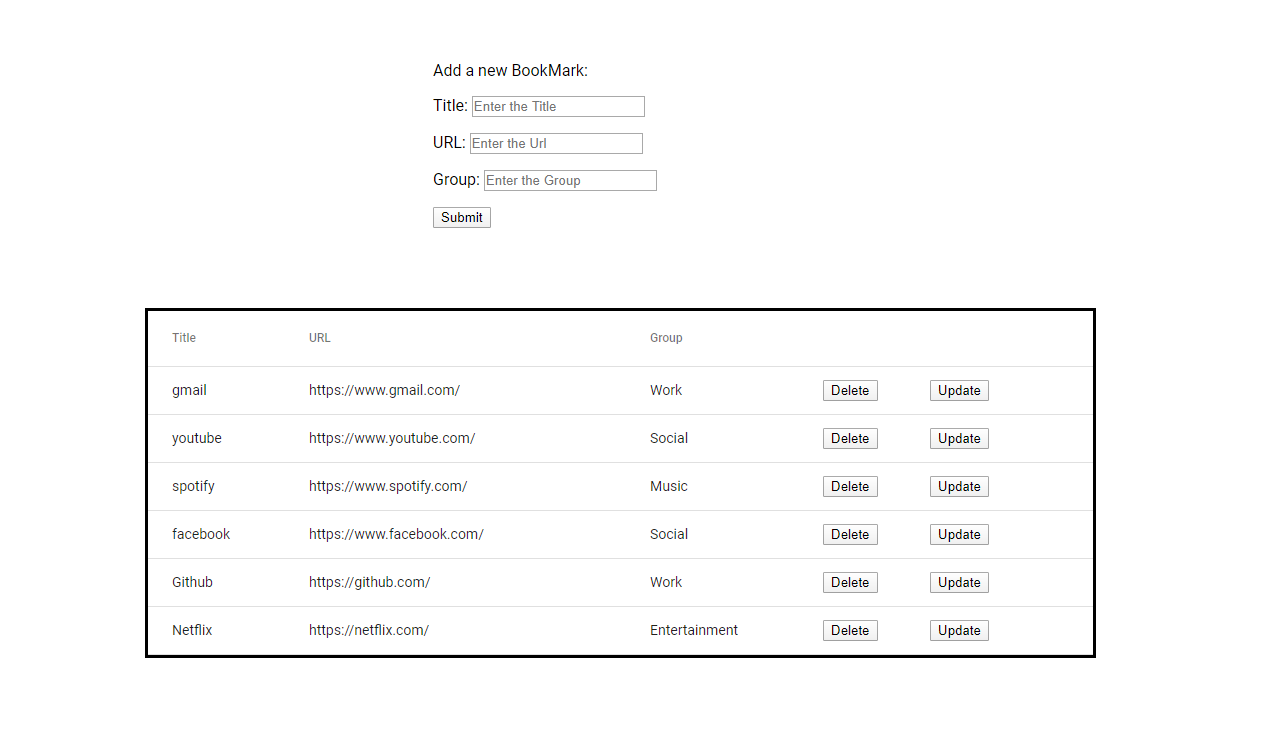 Add a new BookMark:
Title: Enter the Title
URL: Enter the Url
Group: Enter the Group
Submit
Title URL Group
gmail https://www.gmail.com/ Work Delete Update
youtube https://www.youtube.com/ Social Delete Update
spotify https://www.spotify.com/ Music Delete Update
facebook https://www.facebook.com/ Social Delete Update
Github https://github.com/ Work Delete Update
Netflix https://netflix.com/ Entertainment Delete Update